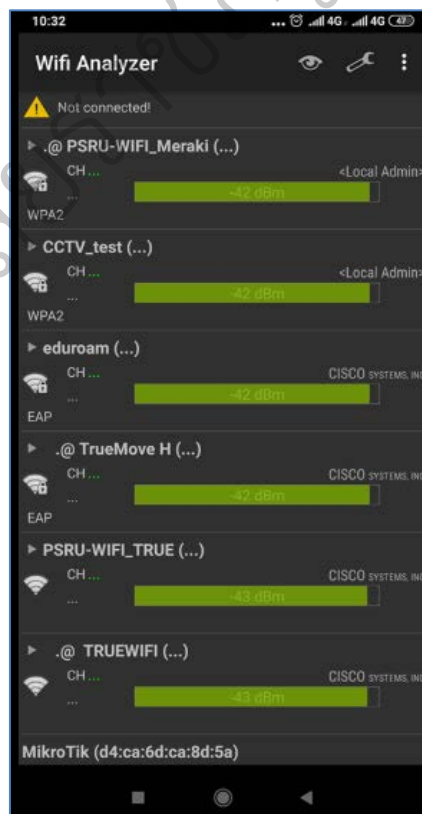 10:32 ... 4G 4G 47
Wifi Analyzer
Not connected!
.@ PSRU-WIFI_Meraki (...)
CH ... <Local Admin>
-42 dBm
...
WPA2
CCTV_test (...)
CH ... <Local Admin>
-42 dBm
...
WPA2
eduroam (...)
CH ... CISCO SYSTEMS, INC
-42 dBm
...
EAP
.@ TrueMove H (...)
CH ... CISCO SYSTEMS, INC
-42 dBm
...
EAP
PSRU-WIFI_TRUE (...)
CH ... CISCO SYSTEMS, INC
-43 dBm
...
.@ TRUEWIFI (...)
CH ... CISCO SYSTEMS, INC
-43 dBm
...
MikroTik (d4:ca:6d:ca:8d:5a)